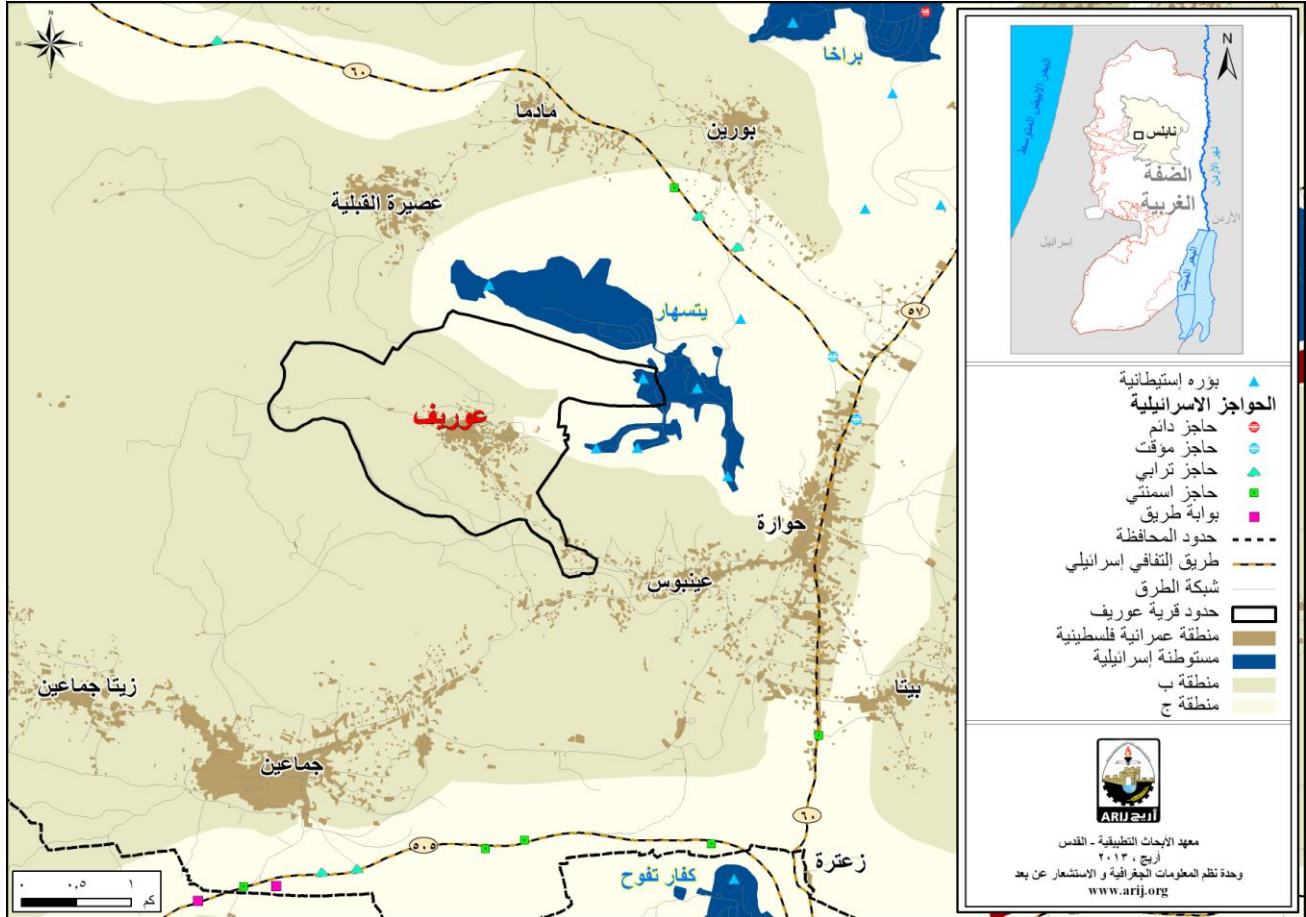 N
W
E
S
٦٠
مادما
بورين
براخا
عصيرة القبلية
يتسهار
٥٧
عوريف
حوارة
عينبوس
بيتا
زيتا جماعين
جماعين
٦٠
٥٠٥
زعترة
كفار تفوح
٠ ٠,٥ ١
كم
N
البحر الابيض المتوسط
نابلس
نهر الاردن
الضفة
الغربية
الأردن
إسرائيل
البحر الميت
بؤره إستيطانية
الحواجز الاسرائيلية
حاجز دائم
حاجز مؤقت
حاجز ترابي
حاجز اسمنتي
بوابة طريق
حدود المحافظة
طريق إلتفافي إسرائيلي
شبكة الطرق
حدود قرية عوريف
منطقة عمرانية فلسطينية
مستوطنة إسرائيلية
منطقة ب
منطقة ج
ARIJ أريج
معهد الأبحاث التطبيقية - القدس
أريج ، ٢٠١٣
وحدة نظم المعلومات الجغرافية و الاستشعار عن بعد
www.arij.org